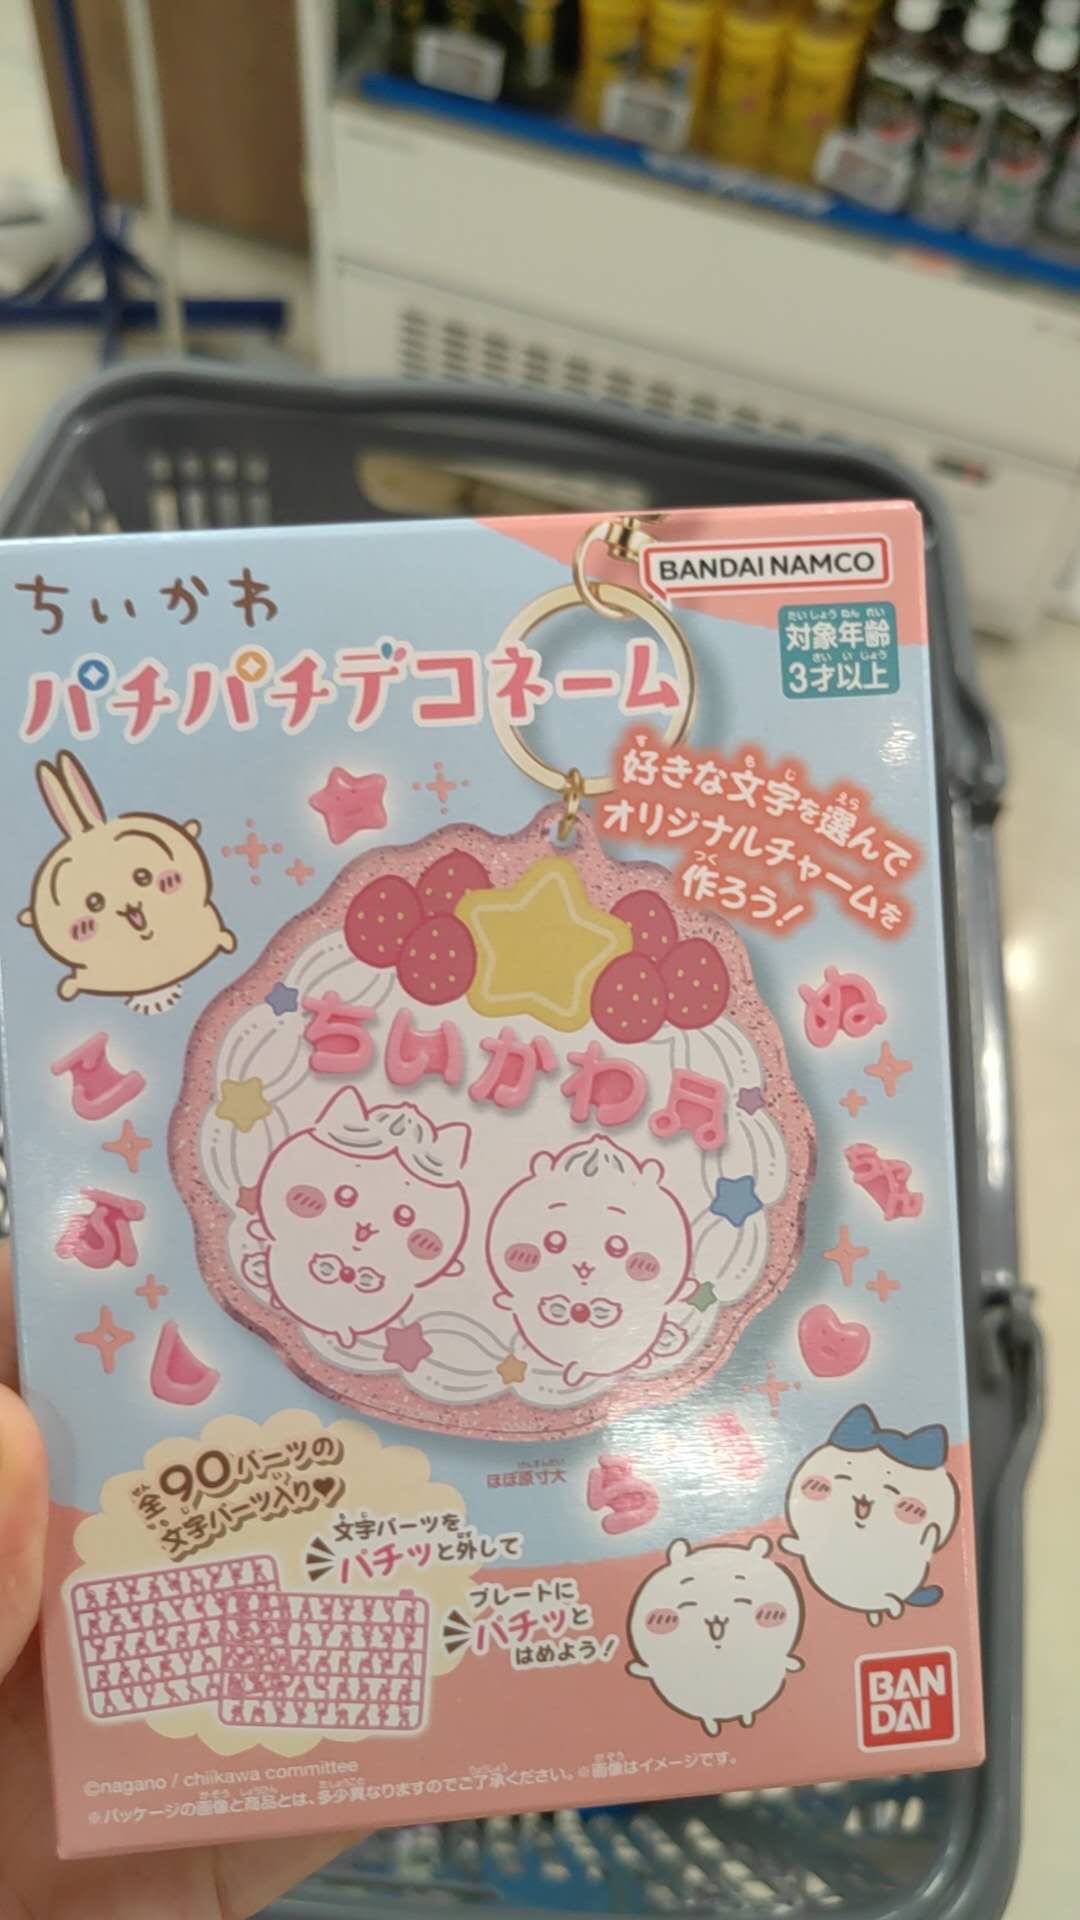 ちいかわ
BANDAI NAMCO
パチパチデコネーム
対象年齢
3才以上
好きな文字を選んで
オリジナルチャームを
作ろう!
ちいかわ♫
ぬ
ちゃん
ほぼ原寸大
ら
全90パーツの
文字パーツ入り♥
文字パーツを
パチッと外して
プレートに
パチッと
はめよう!
BAN
DAI
©nagano / chiikawa committee
※パッケージの画像と商品とは、多少異なりますのでご了承ください。※画像はイメージです。